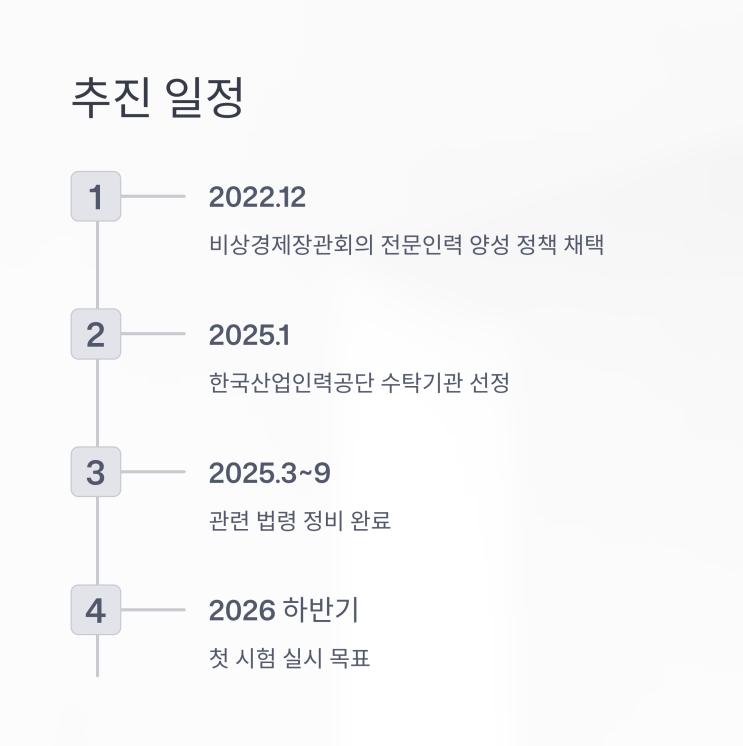 추진 일정
1
2022.12
비상경제장관회의 전문인력 양성 정책 채택
2
2025.1
한국산업인력공단 수탁기관 선정
3
2025.3~9
관련 법령 정비 완료
4
2026 하반기
첫 시험 실시 목표